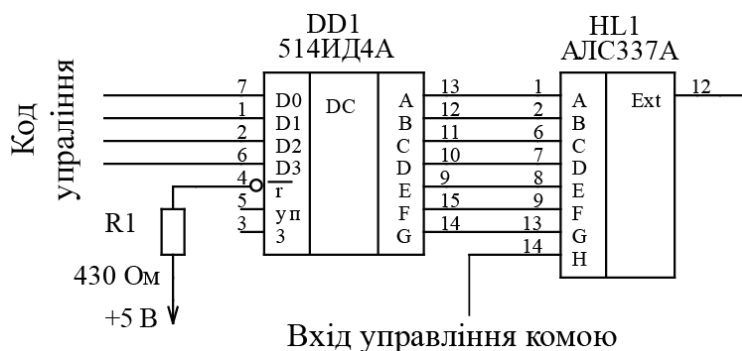 DD1
514ИД4А
HL1
АЛС337А
Код
упраління
7
1
2
6
4
5
3
D0
D1
D2
D3
r
уп
3
DC
A
B
C
D
E
F
G
13
12
11
10
9
15
14
1
2
6
7
8
9
13
14
A
B
C
D
E
F
G
H
Ext
12
R1
430 Ом
+5 В
Вхід управління комою